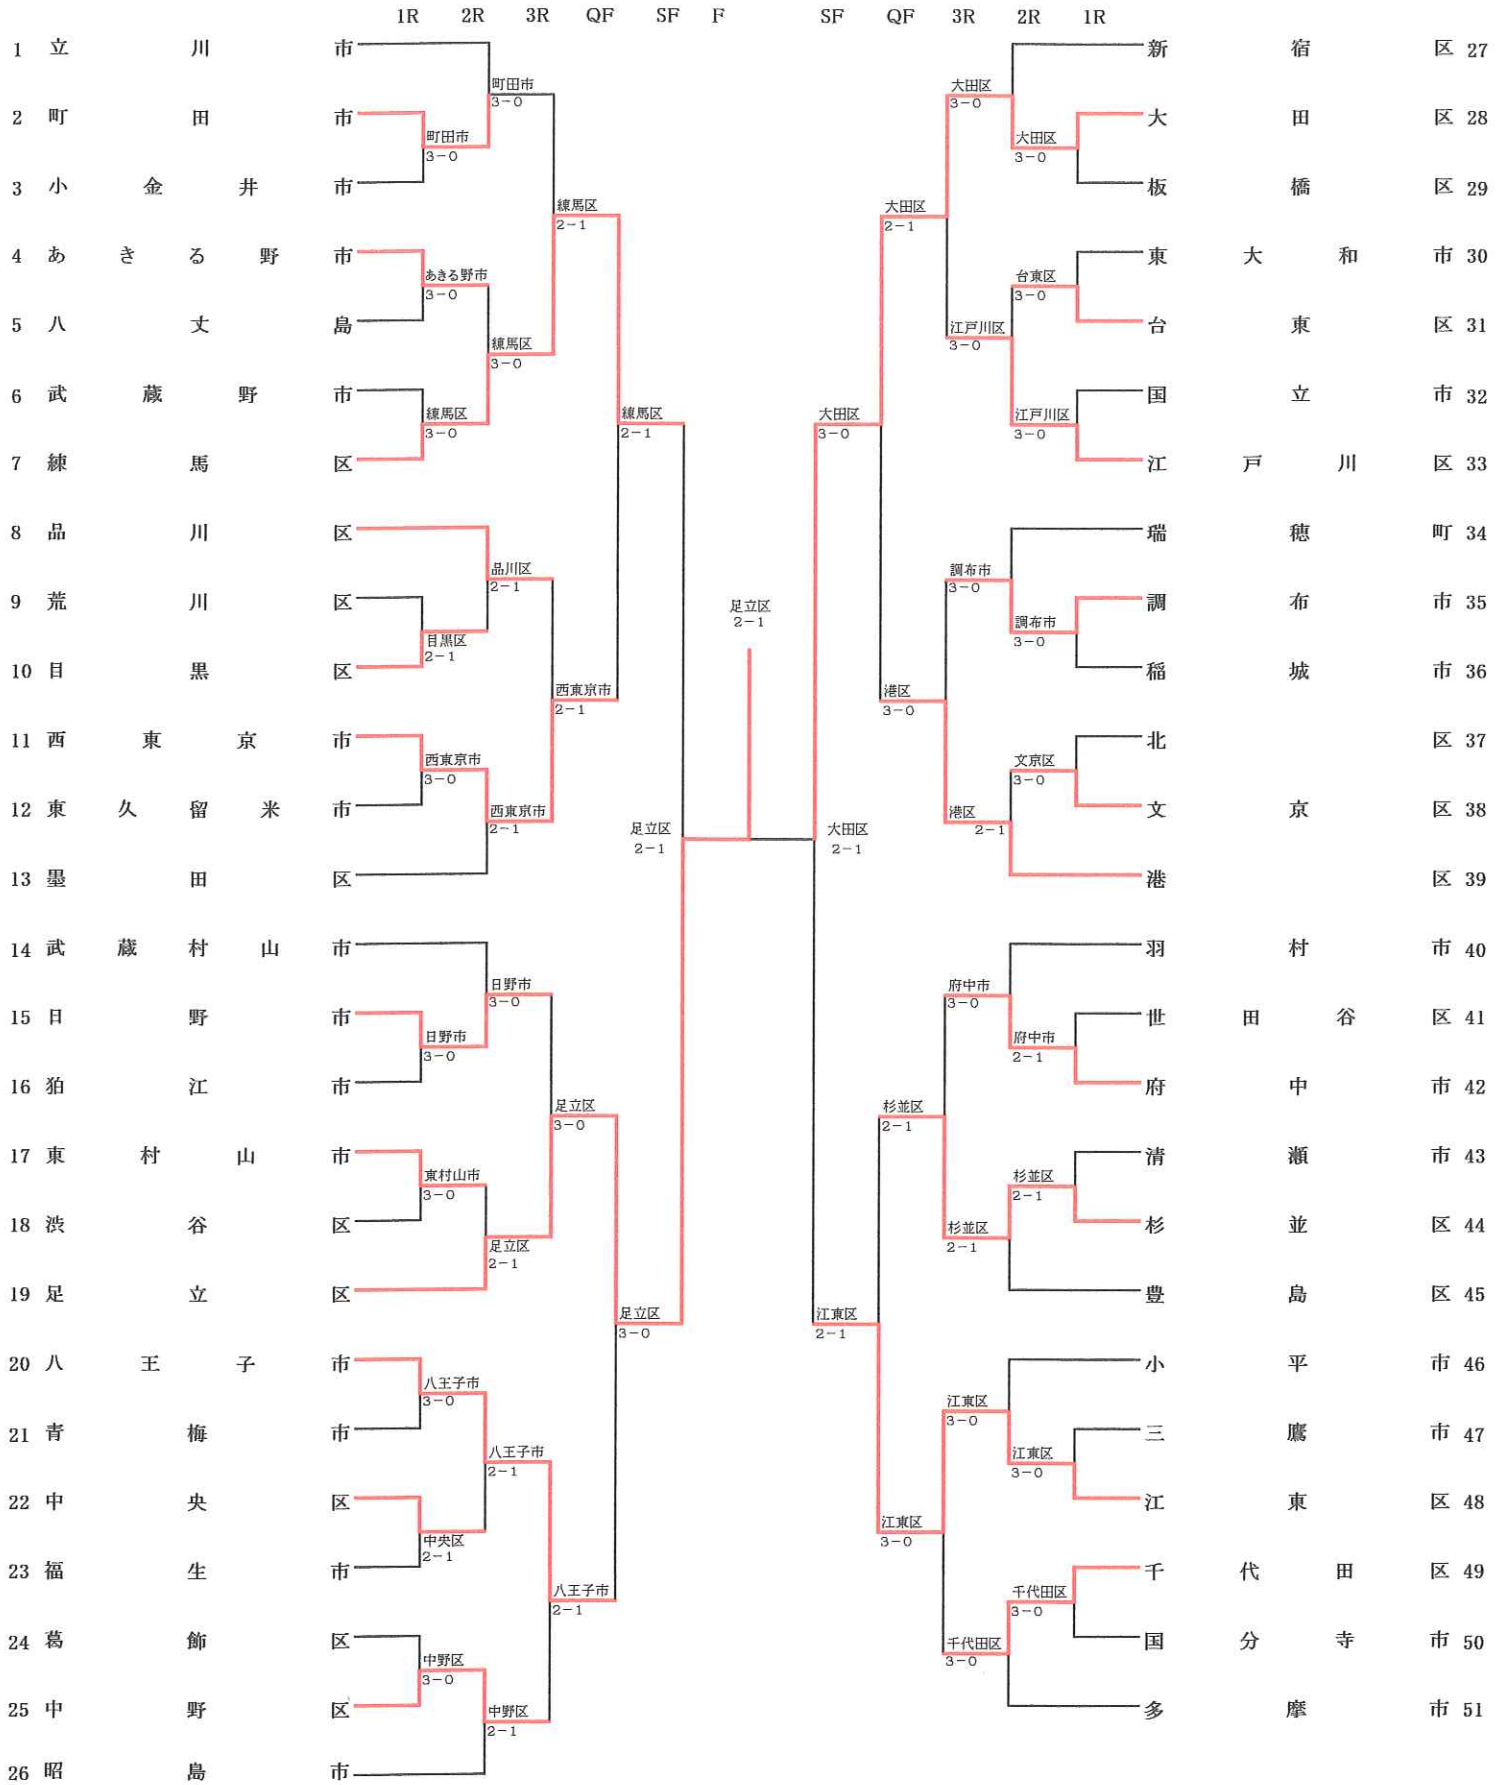 1R 2R 3R QF SF F SF QF 3R 2R 1R
1 立川市
新宿区 27
町田市
3-0
大田区
3-0
2 町田市
大田区 28
町田市
3-0
大田区
3-0
3 小金井市
板橋区 29
練馬区
2-1
大田区
2-1
4 あきる野市
東大和市 30
あきる野市
3-0
台東区
3-0
5 八丈島
台東区 31
練馬区
3-0
江戸川区
3-0
6 武蔵野市
国立市 32
練馬区
3-0
練馬区
2-1
大田区
3-0
江戸川区
3-0
7 練馬区
江戸川区 33
8 品川区
瑞穂町 34
品川区
2-1
調布市
3-0
9 荒川区
足立区
2-1
調布市 35
目黒区
2-1
調布市
3-0
10 目黒区
稲城市 36
西東京市
2-1
港区
3-0
11 西東京市
北区 37
西東京市
3-0
文京区
3-0
12 東久留米市
文京区 38
西東京市
2-1
足立区
2-1
大田区
2-1
港区
2-1
13 墨田区
港区 39
14 武蔵村山市
羽村市 40
日野市
3-0
府中市
3-0
15 日野市
世田谷区 41
日野市
3-0
府中市
2-1
16 狛江市
府中市 42
足立区
3-0
杉並区
2-1
17 東村山市
清瀬市 43
東村山市
3-0
杉並区
2-1
18 渋谷区
杉並区 44
足立区
2-1
杉並区
2-1
19 足立区
豊島区 45
足立区
3-0
江東区
2-1
20 八王子市
小平市 46
八王子市
3-0
江東区
3-0
21 青梅市
三鷹市 47
八王子市
2-1
江東区
3-0
22 中央区
江東区 48
中央区
2-1
江東区
3-0
23 福生市
千代田区 49
八王子市
2-1
千代田区
3-0
24 葛飾区
国分寺市 50
中野区
3-0
千代田区
3-0
25 中野区
多摩市 51
中野区
2-1
26 昭島市